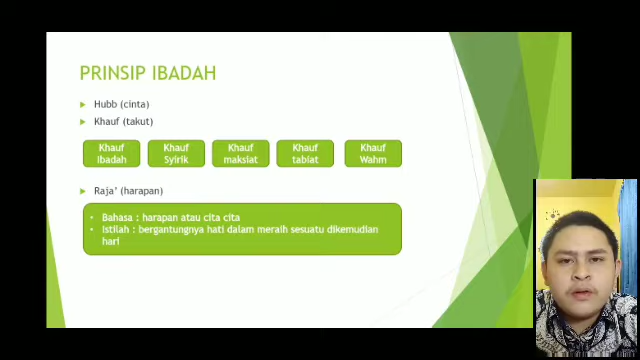 PRINSIP IBADAH
Hubb (cinta)
Khauf (takut)
Khauf
Ibadah
Khauf
Syirik
Khauf
maksiat
Khauf
tabiat
Khauf
Wahm
Raja' (harapan)
Bahasa : harapan atau cita cita
Istilah : bergantungnya hati dalam meraih sesuatu dikemudian
hari